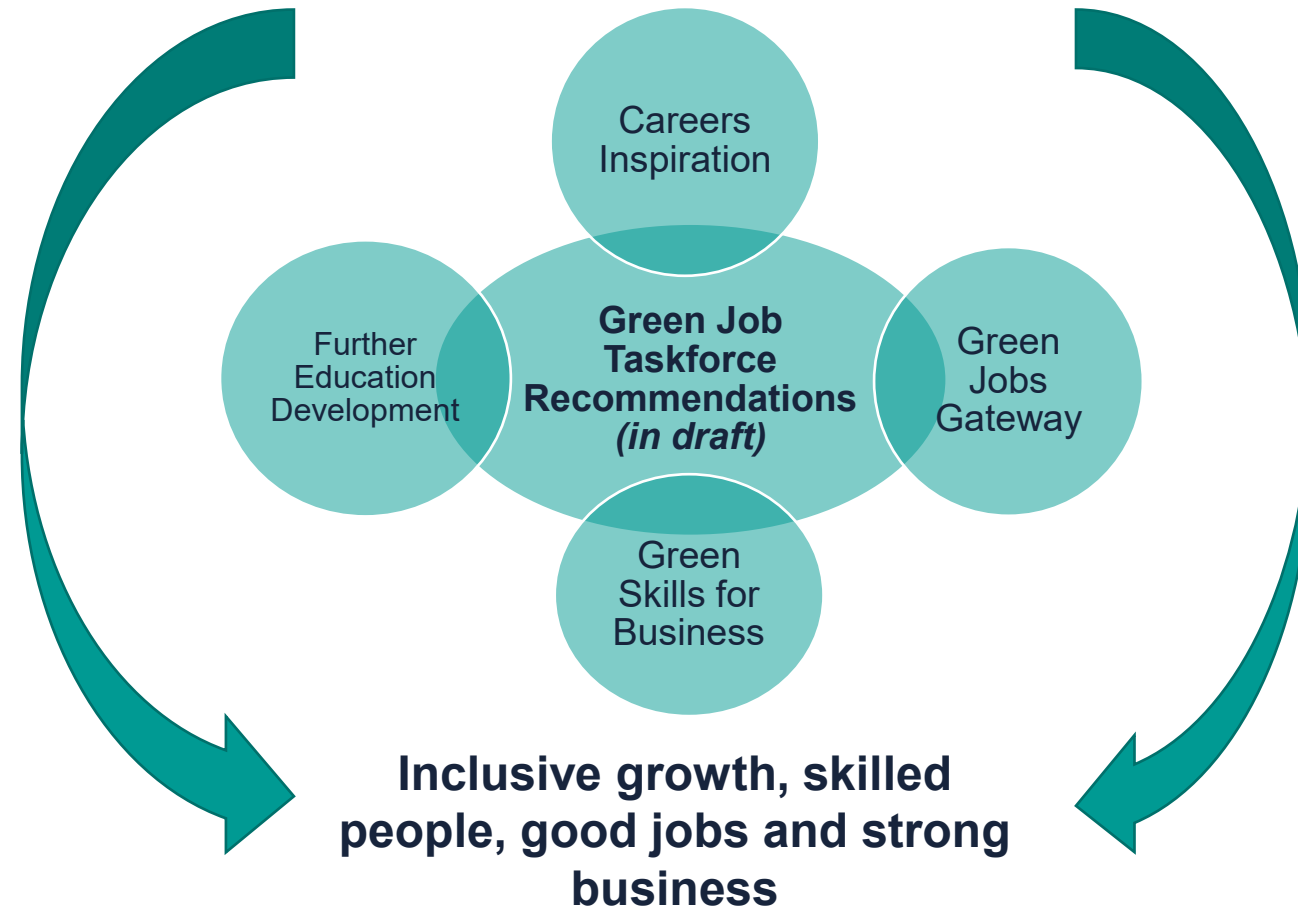 Careers
Inspiration
Further
Education
Development
Green Job
Taskforce
Recommendations
(in draft)
Green
Jobs
Gateway
Green
Skills for
Business
Inclusive growth, skilled
people, good jobs and strong
business